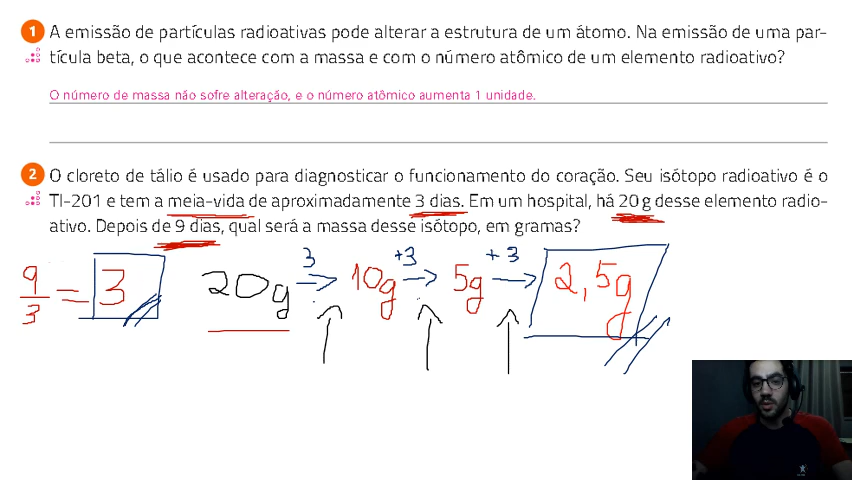 1 A emissão de partículas radioativas pode alterar a estrutura de um átomo. Na emissão de uma par-
tícula beta, o que acontece com a massa e com o número atômico de um elemento radioativo?
O número de massa não sofre alteração, e o número atômico aumenta 1 unidade.
2 O cloreto de tálio é usado para diagnosticar o funcionamento do coração. Seu isótopo radioativo é o
Tl-201 e tem a meia-vida de aproximadamente 3 dias. Em um hospital, há 20 g desse elemento radio-
ativo. Depois de 9 dias, qual será a massa desse isótopo, em gramas?
3 +3 +3
9/3 = 3 20g → 10g → 5g → 2,5g